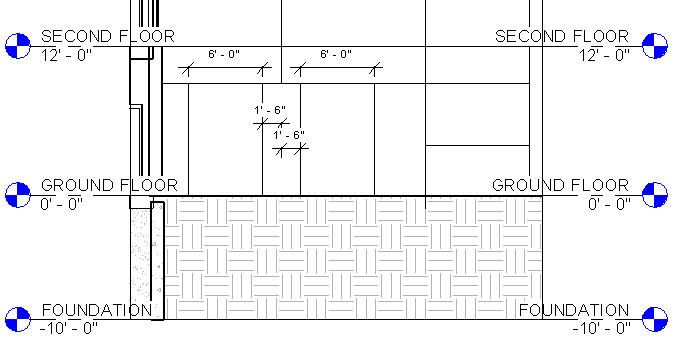 SECOND FLOOR
12' - 0"
SECOND FLOOR
12' - 0"
6' - 0"
6' - 0"
1' - 6"
1' - 6"
GROUND FLOOR
0' - 0"
GROUND FLOOR
0' - 0"
FOUNDATION
-10' - 0"
FOUNDATION
-10' - 0"